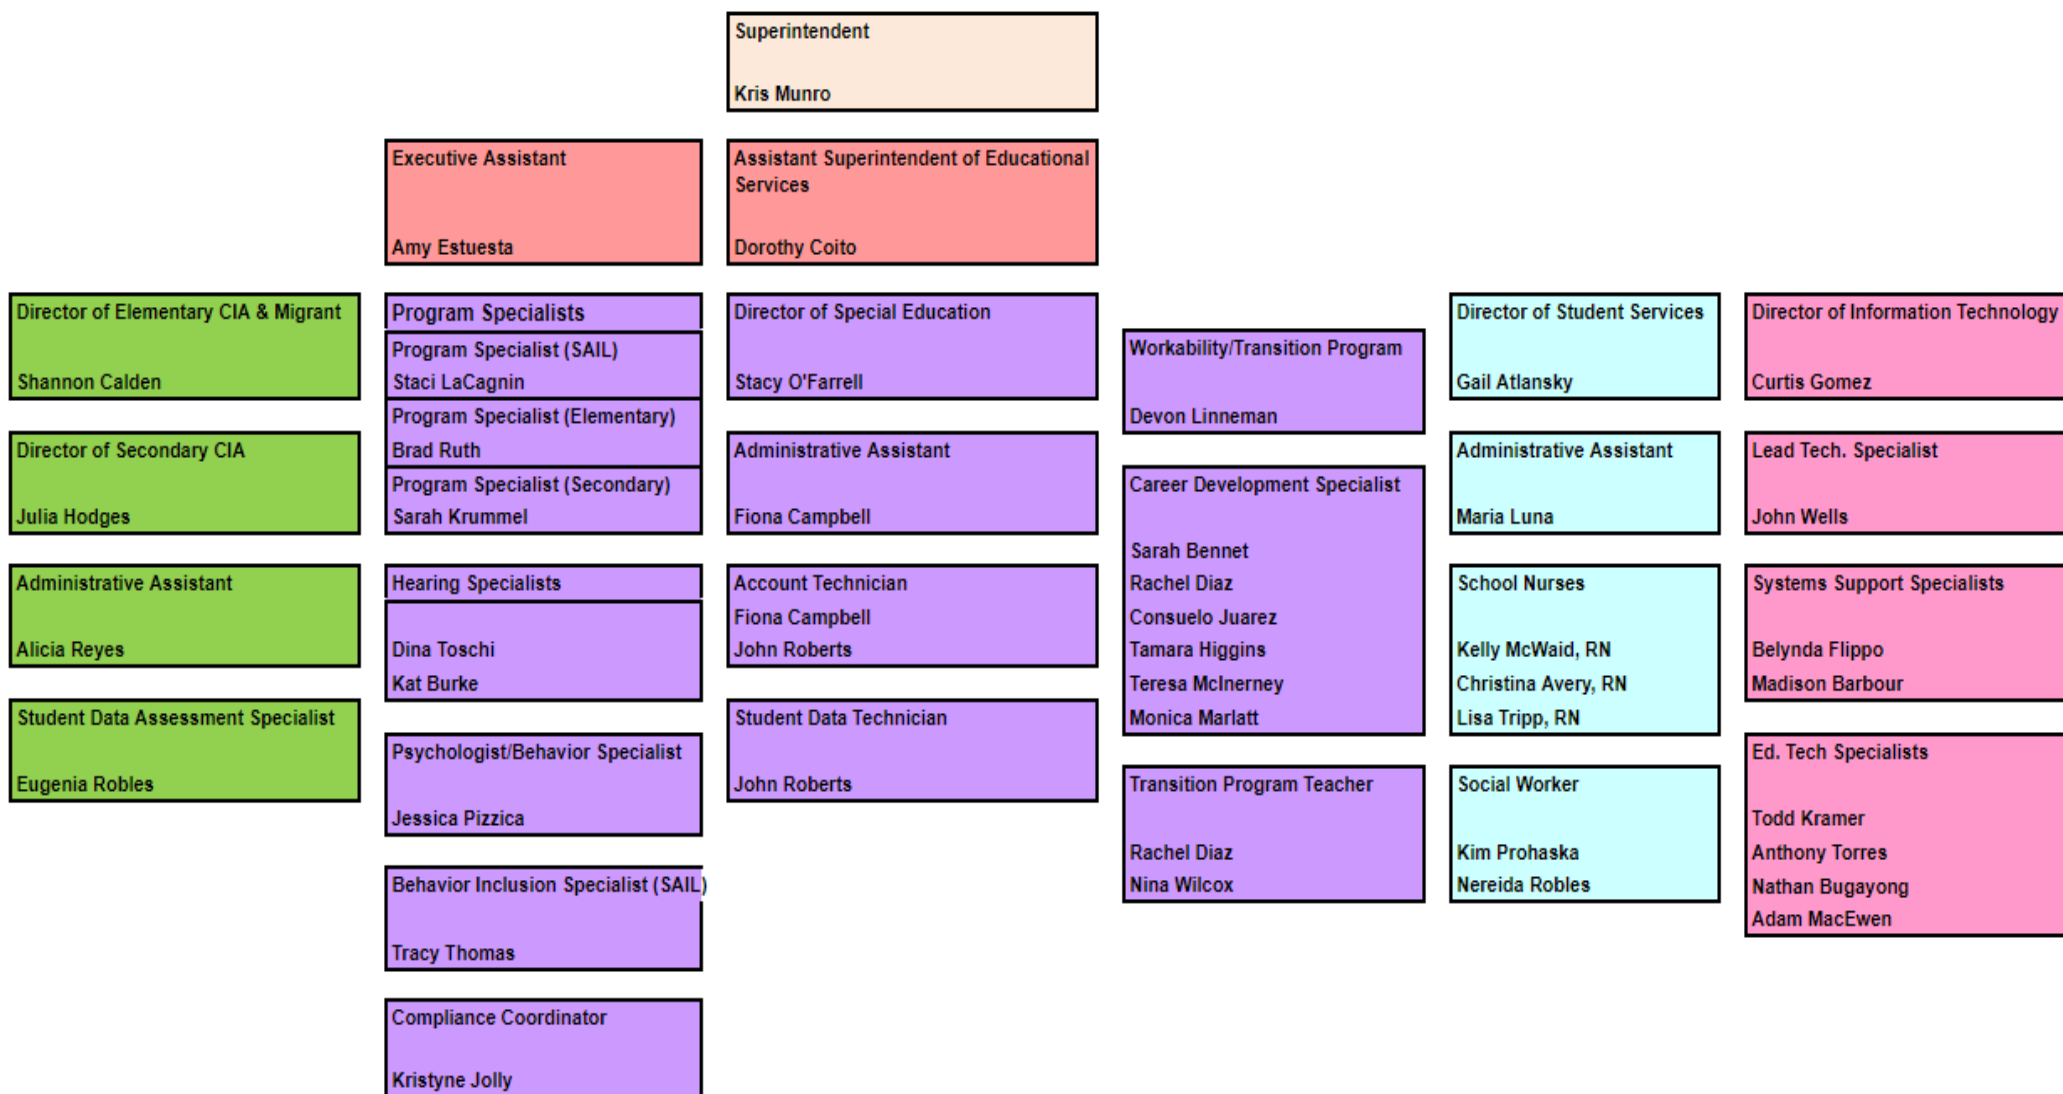 Superintendent
Kris Munro
Executive Assistant
Amy Estuesta
Assistant Superintendent of Educational
Services
Dorothy Coito
Director of Elementary CIA & Migrant
Shannon Calden
Director of Secondary CIA
Julia Hodges
Administrative Assistant
Alicia Reyes
Student Data Assessment Specialist
Eugenia Robles
Program Specialists
Program Specialist (SAIL)
Staci LaCagnin
Program Specialist (Elementary)
Brad Ruth
Program Specialist (Secondary)
Sarah Krummel
Hearing Specialists
Dina Toschi
Kat Burke
Psychologist/Behavior Specialist
Jessica Pizzica
Behavior Inclusion Specialist (SAIL)
Tracy Thomas
Compliance Coordinator
Kristyne Jolly
Director of Special Education
Stacy O'Farrell
Administrative Assistant
Fiona Campbell
Account Technician
Fiona Campbell
John Roberts
Student Data Technician
John Roberts
Workability/Transition Program
Devon Linneman
Career Development Specialist
Sarah Bennet
Rachel Diaz
Consuelo Juarez
Tamara Higgins
Teresa McInerney
Monica Marlatt
Transition Program Teacher
Rachel Diaz
Nina Wilcox
Director of Student Services
Gail Atlansky
Administrative Assistant
Maria Luna
School Nurses
Kelly McWaid, RN
Christina Avery, RN
Lisa Tripp, RN
Social Worker
Kim Prohaska
Nereida Robles
Director of Information Technology
Curtis Gomez
Lead Tech. Specialist
John Wells
Systems Support Specialists
Belynda Flippo
Madison Barbour
Ed. Tech Specialists
Todd Kramer
Anthony Torres
Nathan Bugayong
Adam MacEwen